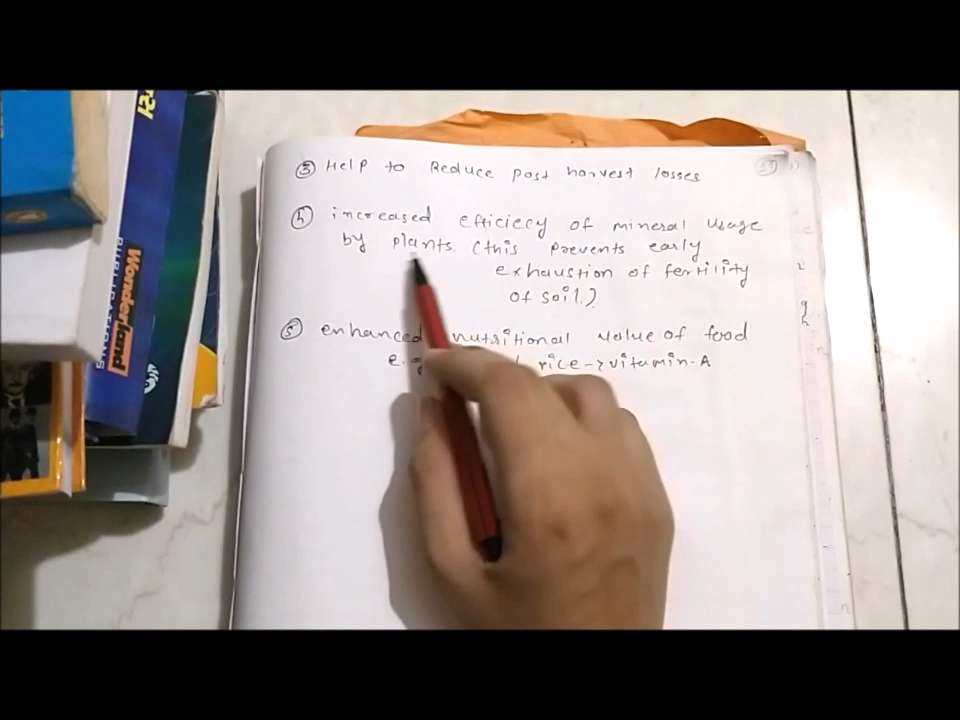 ③ Help to Reduce post harvest losses
④ increased efficiecy of mineral usage
by plants (this prevents early
exhaustion of fertility
of soil.)
⑤ enhanced nutritional value of food
rice → vitamin-A
Wonderland
PUBLICATIONS